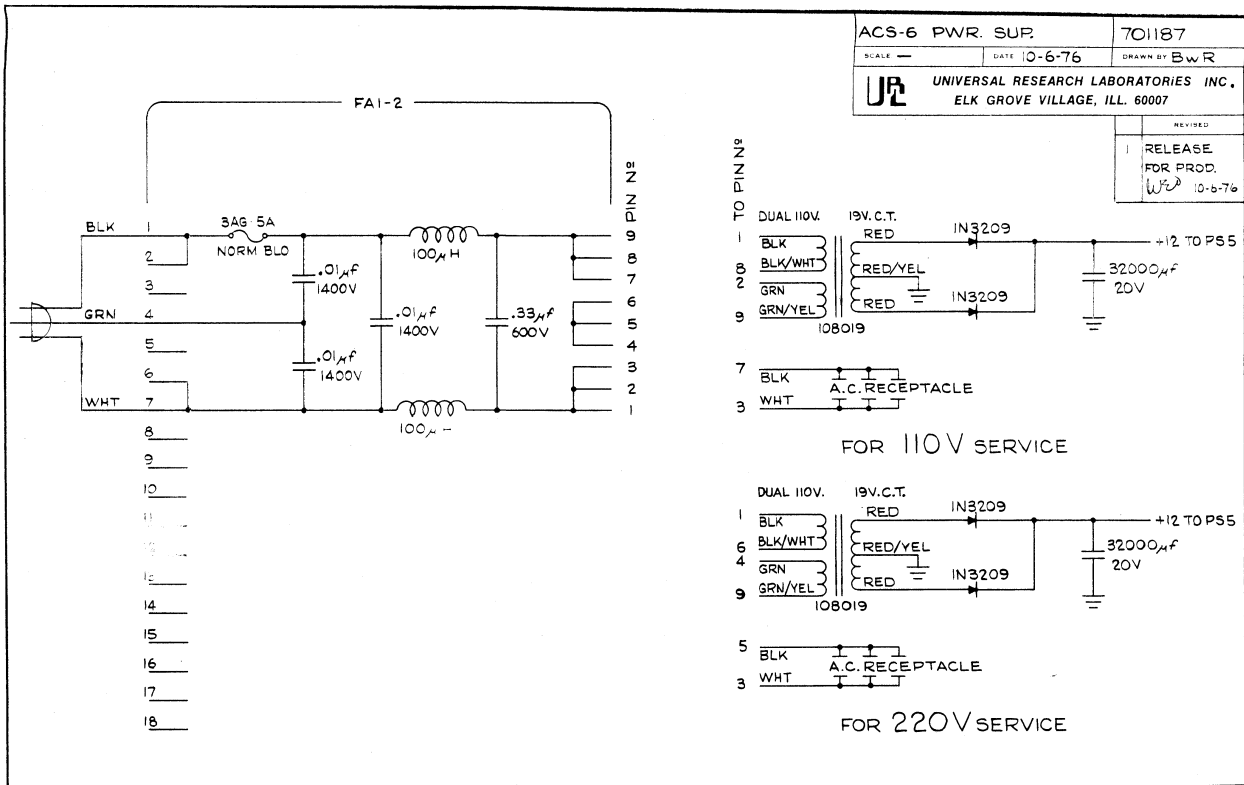 ACS-6 PWR. SUP. 701187
SCALE — DATE 10-6-76 DRAWN BY BWR
URL UNIVERSAL RESEARCH LABORATORIES INC.
ELK GROVE VILLAGE, ILL. 60007
REVISED
1 RELEASE
FOR PROD.
10-6-76
FA1-2
PIN Nº
BLK 1
2
3
GRN 4
5
6
WHT 7
8
9
10
11
14
15
16
17
18
3AG 5A
NORM BLO
.01µf
1400V
.01µf
1400V
.01µf
1400V
100µH
100µ-
.33µf
600V
9
8
7
6
5
4
3
2
1
TO PIN Nº
DUAL 110V. 19V. C.T.
1 BLK RED 1N3209
8 BLK/WHT RED/YEL
2 GRN
9 GRN/YEL RED 1N3209
108019
+12 TO PS5
32000µf
20V
7 BLK
A.C. RECEPTACLE
3 WHT
FOR 110V SERVICE
DUAL 110V. 19V. C.T.
1 BLK RED 1N3209
6 BLK/WHT RED/YEL
4 GRN
9 GRN/YEL RED 1N3209
108019
+12 TO PS5
32000µf
20V
5 BLK
A.C. RECEPTACLE
3 WHT
FOR 220V SERVICE